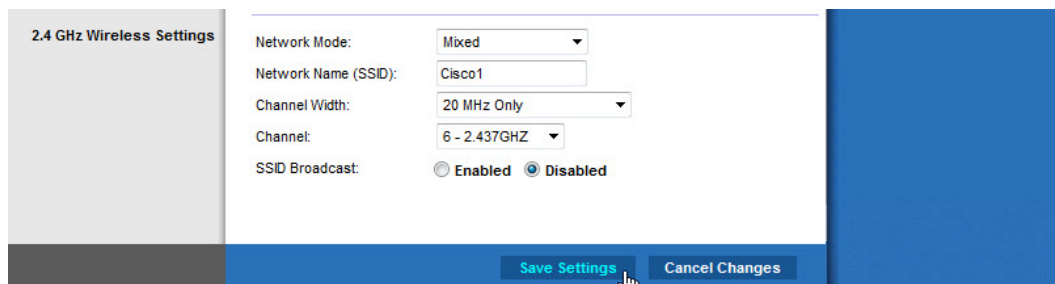 2.4 GHz Wireless Settings
Network Mode: Mixed
Network Name (SSID): Cisco1
Channel Width: 20 MHz Only
Channel: 6 - 2.437GHZ
SSID Broadcast: Enabled Disabled
Save Settings Cancel Changes